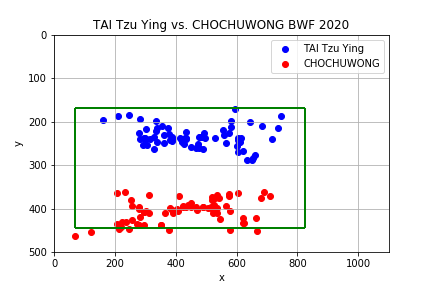 TAI Tzu Ying vs. CHOCHUWONG BWF 2020
TAI Tzu Ying
CHOCHUWONG
y
0
100
200
300
400
500
0 200 400 600 800 1000
x